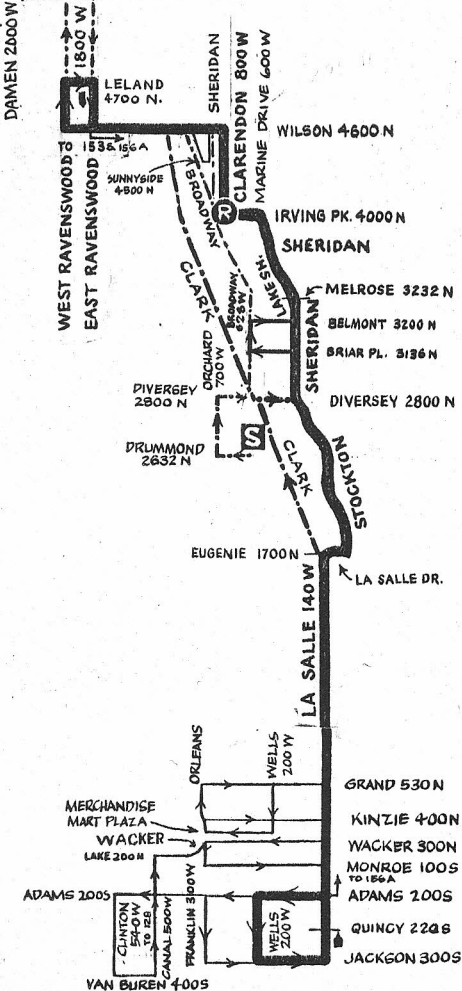 DAMEN 2000 W
1800 W
LELAND
4700 N.
SHERIDAN
CLARENDON 800 W
MARINE DRIVE 600 W
WILSON 4600 N
TO 153 & 156A
SUNNYSIDE
4500 N
WEST RAVENSWOOD
EAST RAVENSWOOD
BROADWAY
R
IRVING PK. 4000 N
SHERIDAN
CLARK
LAKE SH.
BROADWAY
628 W
MELROSE 3232 N
SHERIDAN
BELMONT 3200 N
BRIAR PL. 3136 N
ORCHARD
700 W
DIVERSEY
2800 N
DIVERSEY 2800 N
S
DRUMMOND
2632 N
CLARK
STOCKTON
EUGENIE 1700 N
LA SALLE DR.
LA SALLE 140 W
ORLEANS
WELLS
200 W
GRAND 530 N
MERCHANDISE
MART PLAZA
KINZIE 400 N
WACKER
WACKER 300 N
LAKE 200 N
MONROE 100 S
TO 156A
ADAMS 200 S
ADAMS 200 S
CLINTON
540 W
TO 128
CANAL 500 W
FRANKLIN 300 W
WELLS
200 W
QUINCY 220 S
JACKSON 300 S
VAN BUREN 400 S